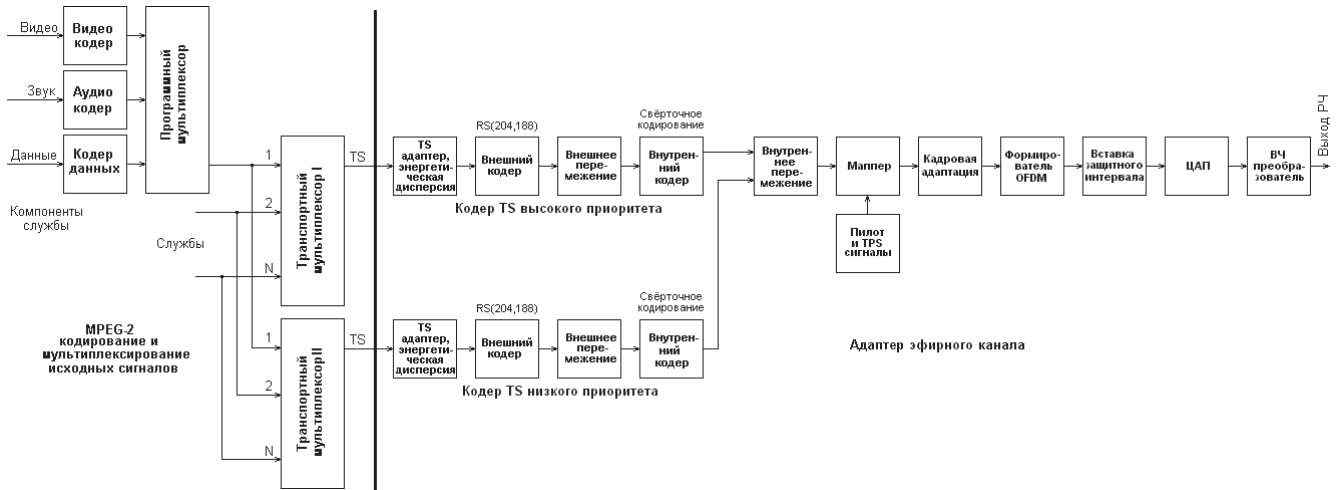 Видео
Видео
кодер
Звук
Аудио
кодер
Данные
Кодер
данных
Программный
мультиплексор
Компоненты
службы
Службы
1
2
N
Транспортный
мультиплексор I
TS
1
2
N
Транспортный
мультиплексор II
TS
MPEG-2
кодирование и
мультиплексирование
исходных сигналов
TS
адаптер,
энергети-
ческая
дисперсия
RS(204,188)
Внешний
кодер
Внешнее
пере-
межение
Свёрточное
кодирование
Внутрен-
ний
кодер
Кодер TS высокого приоритета
TS
адаптер,
энергети-
ческая
дисперсия
RS(204,188)
Внешний
кодер
Внешнее
пере-
межение
Свёрточное
кодирование
Внутрен-
ний
кодер
Кодер TS низкого приоритета
Внутрен-
нее
пере-
межение
Маппер
Пилот
и TPS
сигналы
Кадровая
адаптация
Формиро-
ватель
OFDM
Вставка
защитного
интервала
ЦАП
ВЧ
преобра-
зователь
Выход РЧ
Адаптер эфирного канала